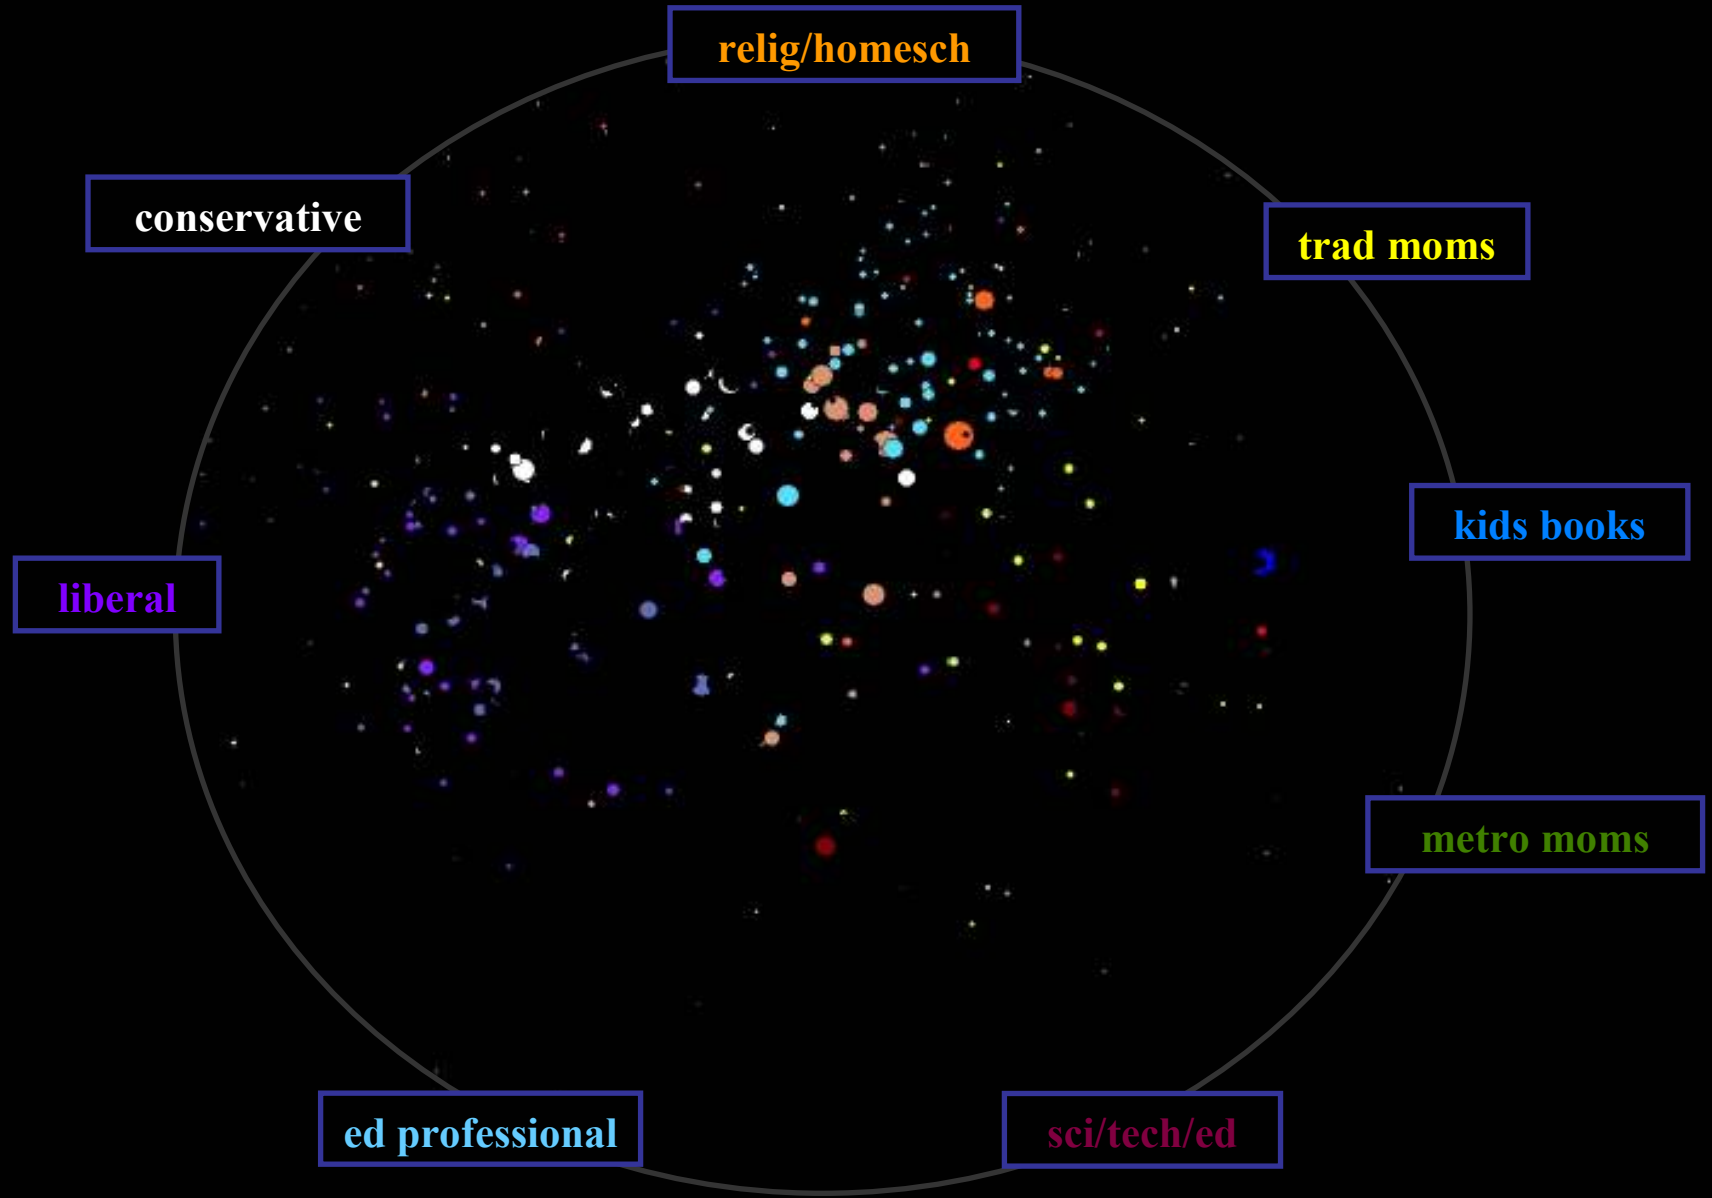 relig/homesch
conservative
trad moms
kids books
liberal
metro moms
ed professional
sci/tech/ed